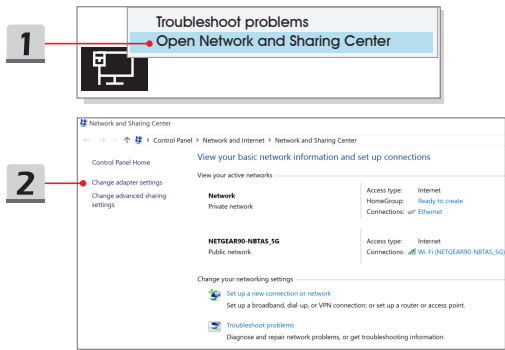 1
Troubleshoot problems
Open Network and Sharing Center
2
Network and Sharing Center
Control Panel > Network and Internet > Network and Sharing Center
Control Panel Home
Change adapter settings
Change advanced sharing
settings
View your basic network information and set up connections
View your active networks
Network
Private network
Access type: Internet
HomeGroup: Ready to create
Connections: Ethernet
NETGEAR90-NBTAS_5G
Public network
Access type: Internet
Connections: Wi-Fi (NETGEAR90-NBTAS_5G)
Change your networking settings
Set up a new connection or network
Set up a broadband, dial-up, or VPN connection; or set up a router or access point.
Troubleshoot problems
Diagnose and repair network problems, or get troubleshooting information.